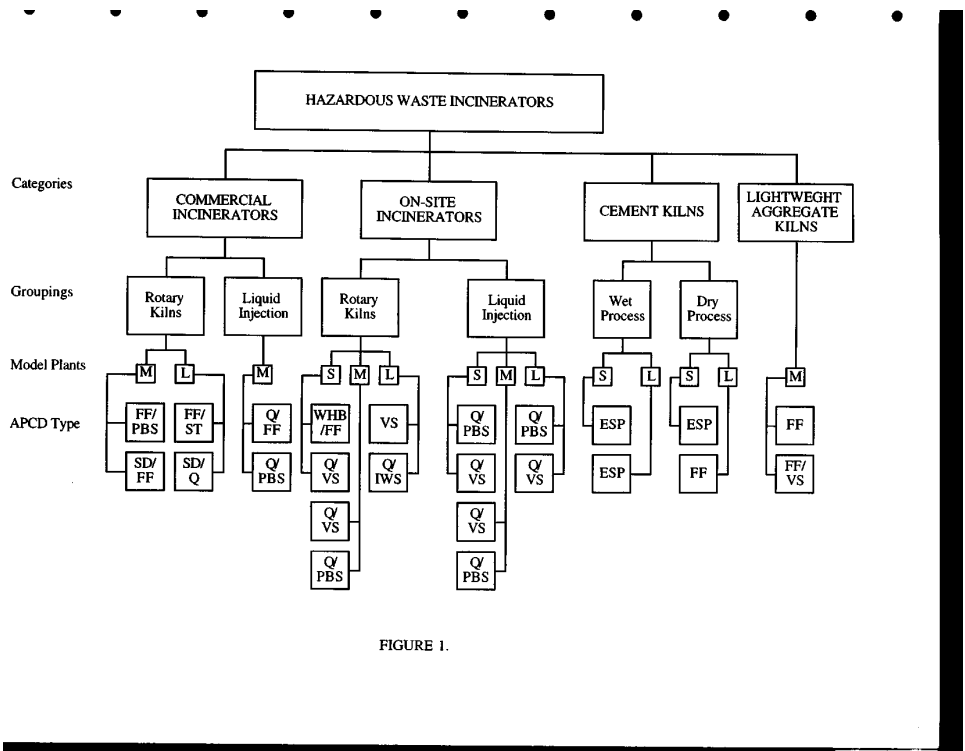 HAZARDOUS WASTE INCINERATORS
Categories
COMMERCIAL
INCINERATORS
ON-SITE
INCINERATORS
CEMENT KILNS
LIGHTWEGHT
AGGREGATE
KILNS
Groupings
Rotary
Kilns
Liquid
Injection
Rotary
Kilns
Liquid
Injection
Wet
Process
Dry
Process
Model Plants
M
L
M
S
M
L
S
M
L
S
L
S
L
M
APCD Type
FF/
PBS
FF/
ST
Q/
FF
WHB
/FF
VS
Q/
PBS
Q/
PBS
ESP
ESP
FF
SD/
FF
SD/
Q
Q/
PBS
Q/
VS
Q/
IWS
Q/
VS
Q/
VS
ESP
FF
FF/
VS
Q/
VS
Q/
VS
Q/
PBS
Q/
PBS
FIGURE 1.